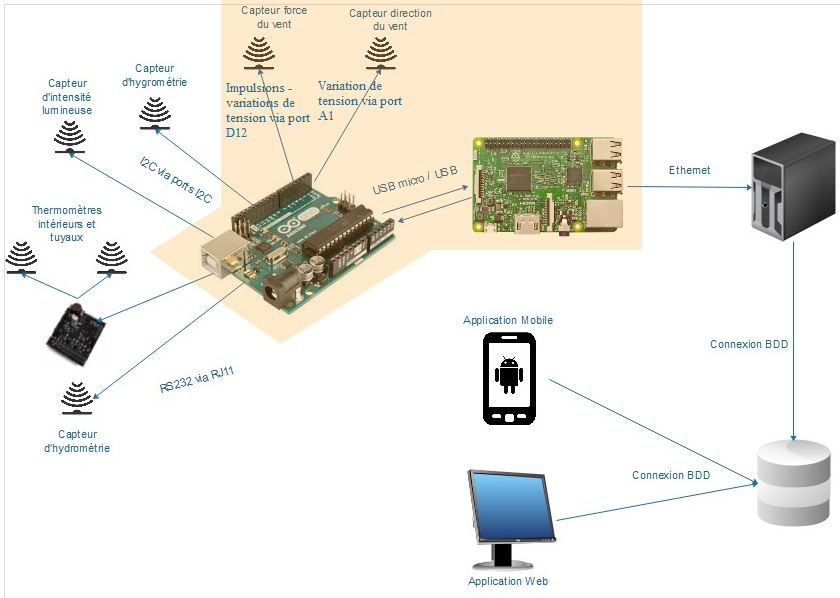 Capteur force
du vent
Capteur direction
du vent
Capteur
d'hygrométrie
Capteur
d'intensité
lumineuse
Impulsions -
variations de
tension via port
D12
Variation de
tension via port
A1
I2C via ports I2C
USB micro / USB
Ethernet
Thermomètres
intérieurs et
tuyaux
RS232 via RJ11
Capteur
d'hydrométrie
Application Mobile
Connexion BDD
Connexion BDD
Application Web